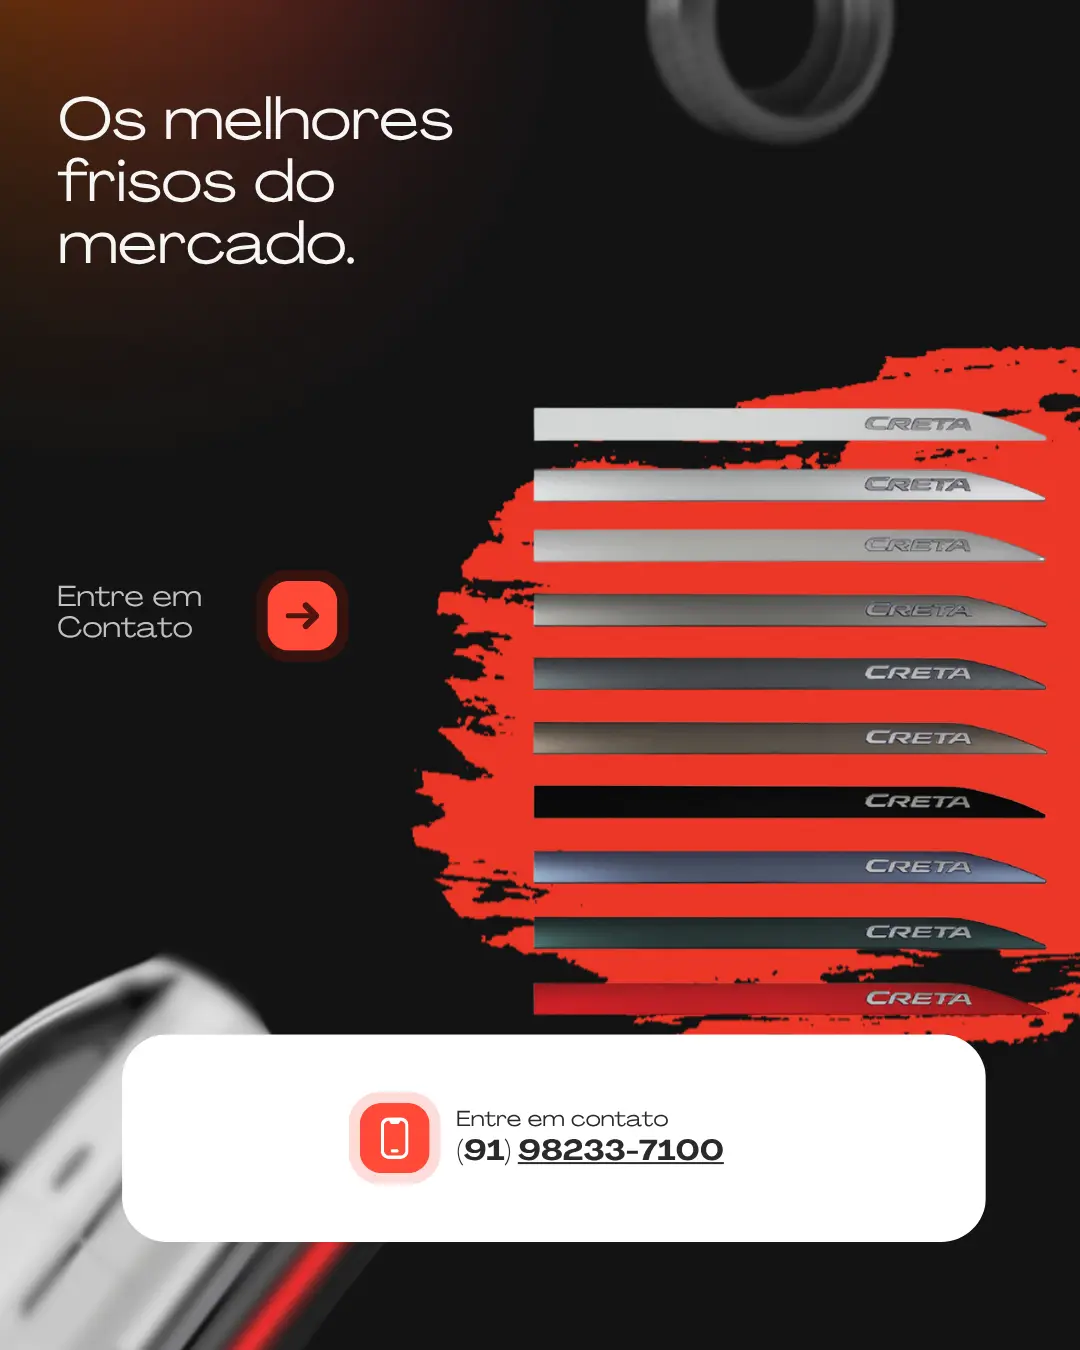 Os melhores
frisos do
mercado.
CRETA
CRETA
CRETA
CRETA
Entre em
Contato
CRETA
CRETA
CRETA
CRETA
CRETA
CRETA
Entre em contato
(91) 98233-7100